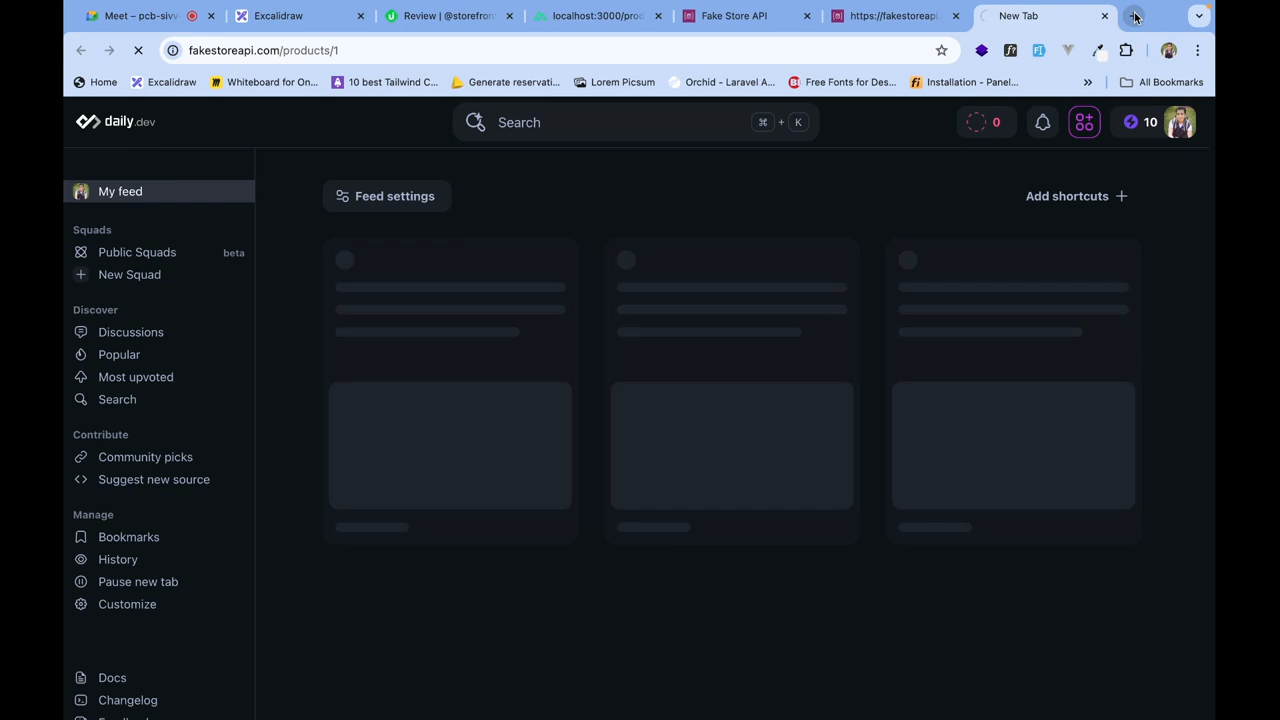 Meet – pcb-sivv
Excalidraw
Review | @storefron
localhost:3000/prod
Fake Store API
https://fakestoreapi
New Tab
fakestoreapi.com/products/1
Home
Excalidraw
Whiteboard for On...
10 best Tailwind C...
Generate reservati...
Lorem Picsum
Orchid - Laravel A...
Free Fonts for Des...
Installation - Panel...
»
All Bookmarks
daily.dev
Search
⌘ + K
0
10
My feed
Feed settings
Add shortcuts +
Squads
Public Squads beta
New Squad
Discover
Discussions
Popular
Most upvoted
Search
Contribute
Community picks
Suggest new source
Manage
Bookmarks
History
Pause new tab
Customize
Docs
Changelog